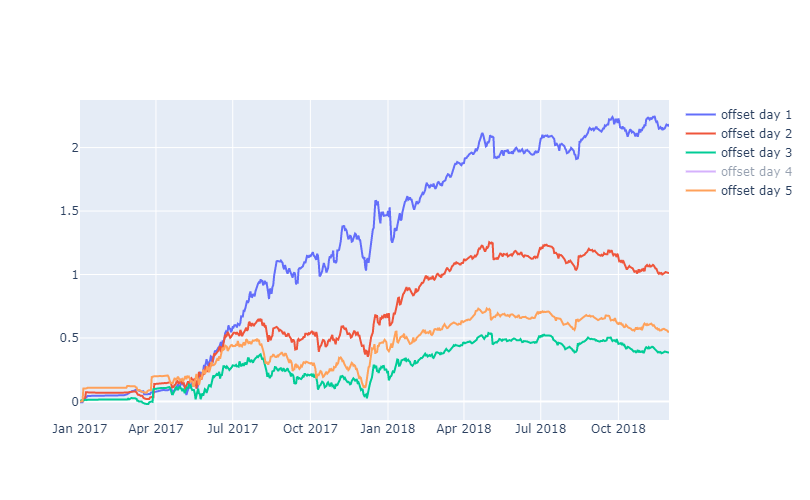 2
1.5
1
0.5
0
Jan 2017
Apr 2017
Jul 2017
Oct 2017
Jan 2018
Apr 2018
Jul 2018
Oct 2018
offset day 1
offset day 2
offset day 3
offset day 4
offset day 5